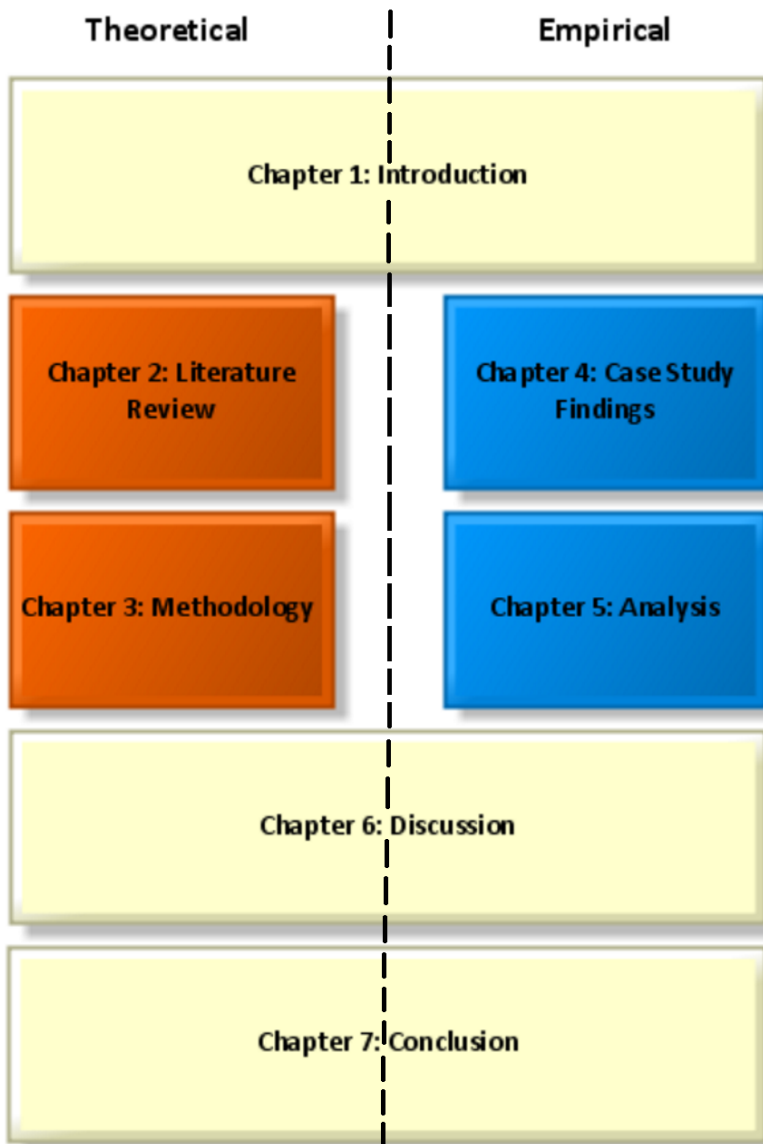 Theoretical
Empirical
Chapter 1: Introduction
Chapter 2: Literature
Review
Chapter 4: Case Study
Findings
Chapter 3: Methodology
Chapter 5: Analysis
Chapter 6: Discussion
Chapter 7: Conclusion